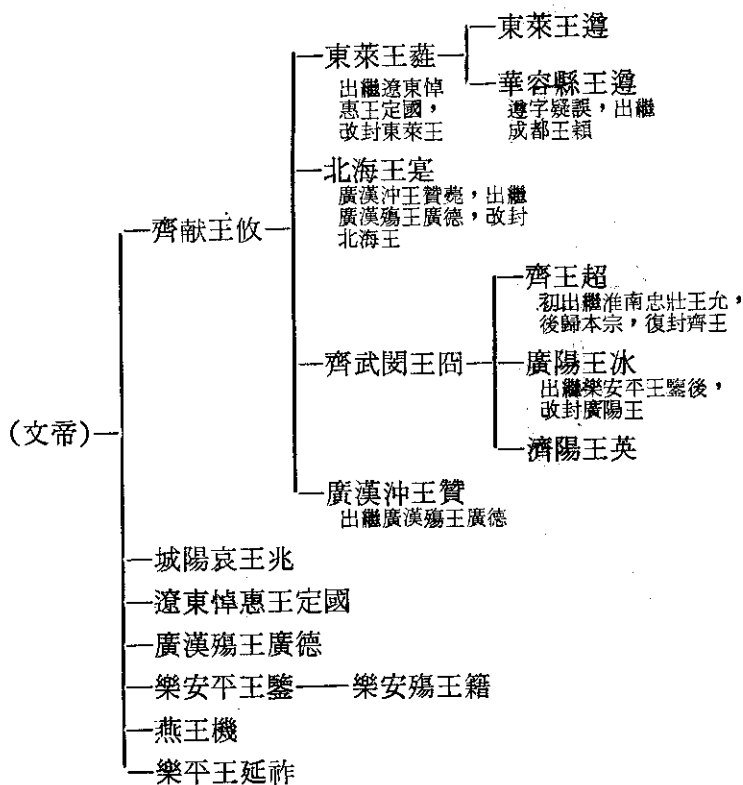 東萊王遵
東萊王蕤
華容縣王遵
出繼遼東悼
惠王定國，
改封東萊王
遵字疑誤，出繼
成都王穎
北海王寔
廣漢沖王贊薨，出繼
廣漢殤王廣德，改封
北海王
齊献王攸
齊王超
初出繼淮南忠壯王允，
後歸本宗，復封齊王
齊武閔王冏
廣陽王冰
出繼樂安平王鑒後，
改封廣陽王
(文帝)
濟陽王英
廣漢沖王贊
出繼廣漢殤王廣德
城陽哀王兆
遼東悼惠王定國
廣漢殤王廣德
樂安平王鑒 樂安殤王籍
燕王機
樂平王延祚